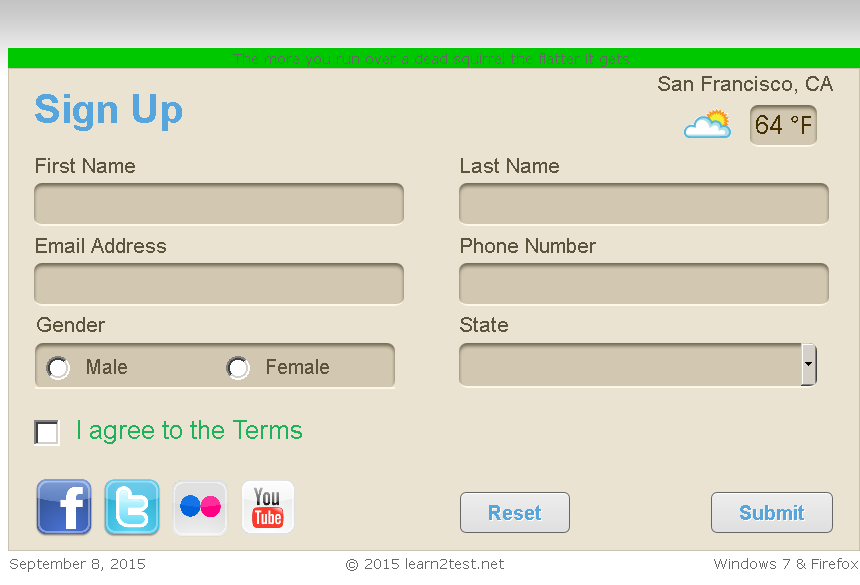 The more you run over a dead squirrel the flatter it gets
San Francisco, CA
Sign Up
64 °F
First Name
Last Name
Email Address
Phone Number
Gender
State
Male
Female
I agree to the Terms
f
t
You
Tube
Reset
Submit
September 8, 2015
© 2015 learn2test.net
Windows 7 & Firefox